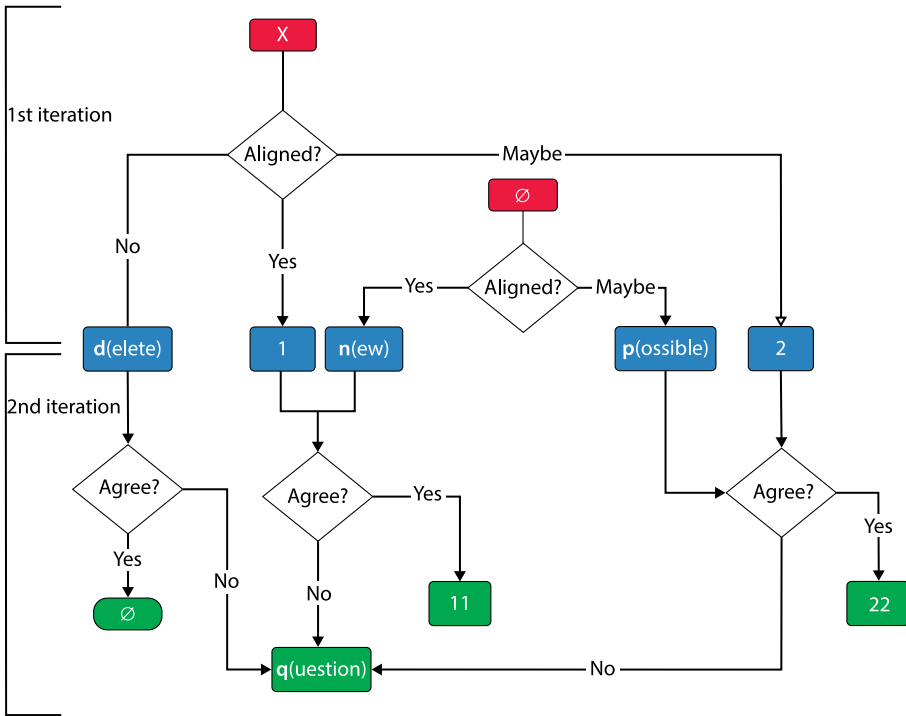 X
1st iteration
Aligned?
Maybe
∅
No
Yes
Yes
Aligned?
Maybe
d(elete)
1
n(ew)
p(ossible)
2
2nd iteration
Agree?
Agree?
Yes
Agree?
Yes
Yes
No
No
∅
11
22
q(uestion)
No